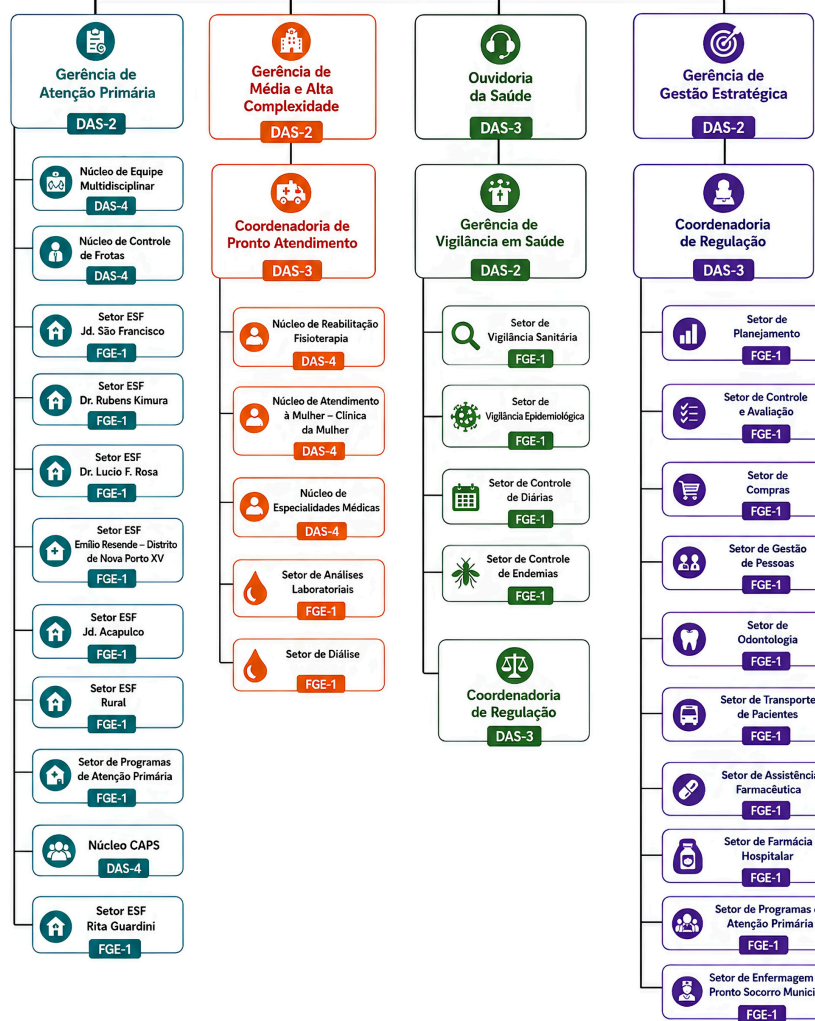 Gerência de
Atenção Primária
DAS-2
Núcleo de Equipe
Multidisciplinar
DAS-4
Núcleo de Controle
de Frotas
DAS-4
Setor ESF
Jd. São Francisco
FGE-1
Setor ESF
Dr. Rubens Kimura
FGE-1
Setor ESF
Dr. Lucio F. Rosa
FGE-1
Setor ESF
Emílio Resende – Distrito
de Nova Porto XV
FGE-1
Setor ESF
Jd. Acapulco
FGE-1
Setor ESF
Rural
FGE-1
Setor de Programas
de Atenção Primária
FGE-1
Núcleo CAPS
DAS-4
Setor ESF
Rita Guardini
FGE-1
Gerência de
Média e Alta
Complexidade
DAS-2
Coordenadoria de
Pronto Atendimento
DAS-3
Núcleo de Reabilitação
Fisioterapia
DAS-4
Núcleo de Atendimento
à Mulher – Clínica
da Mulher
DAS-4
Núcleo de
Especialidades Médicas
DAS-4
Setor de Análises
Laboratoriais
FGE-1
Setor de Diálise
FGE-1
Ouvidoria
da Saúde
DAS-3
Gerência de
Vigilância em Saúde
DAS-2
Setor de
Vigilância Sanitária
FGE-1
Setor de
Vigilância Epidemiológica
FGE-1
Setor de Controle
de Diárias
FGE-1
Setor de Controle
de Endemias
FGE-1
Coordenadoria
de Regulação
DAS-3
Gerência de
Gestão Estratégica
DAS-2
Coordenadoria
de Regulação
DAS-3
Setor de
Planejamento
FGE-1
Setor de Controle
e Avaliação
FGE-1
Setor de
Compras
FGE-1
Setor de Gestão
de Pessoas
FGE-1
Setor de
Odontologia
FGE-1
Setor de Transporte
de Pacientes
FGE-1
Setor de Assistência
Farmacêutica
FGE-1
Setor de Farmácia
Hospitalar
FGE-1
Setor de Programas
Atenção Primária
FGE-1
Setor de Enfermagem
Pronto Socorro
FGE-1